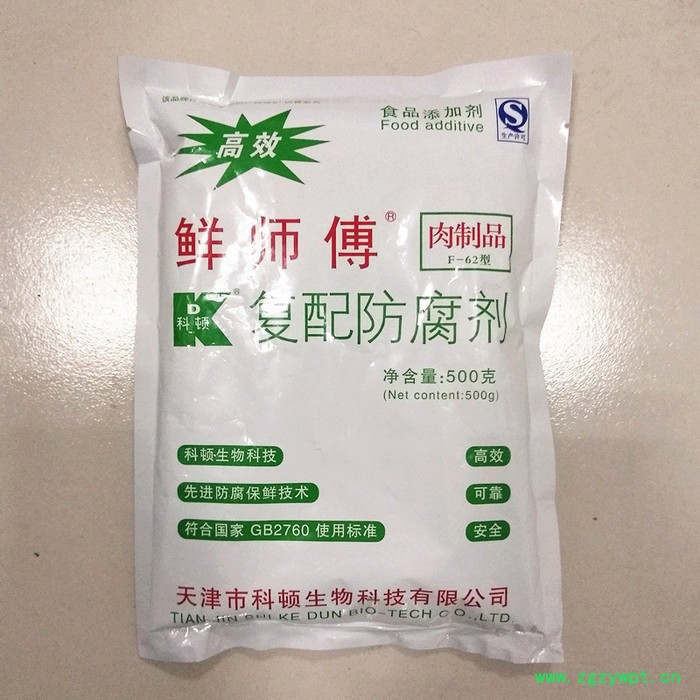 食品添加剂
Food additive
生产许可
高效
鲜师傅®
肉制品
F-62型
科顿®
复配防腐剂
净含量:500克
(Net content:500g)
科顿生物科技
高效
先进防腐保鲜技术
可靠
符合国家 GB2760 使用标准
安全
天津市科顿生物科技有限公司
TIAN JIN SHI KE DUN BIO-TECH CO.,LTD.
www.zgzywpt.cn